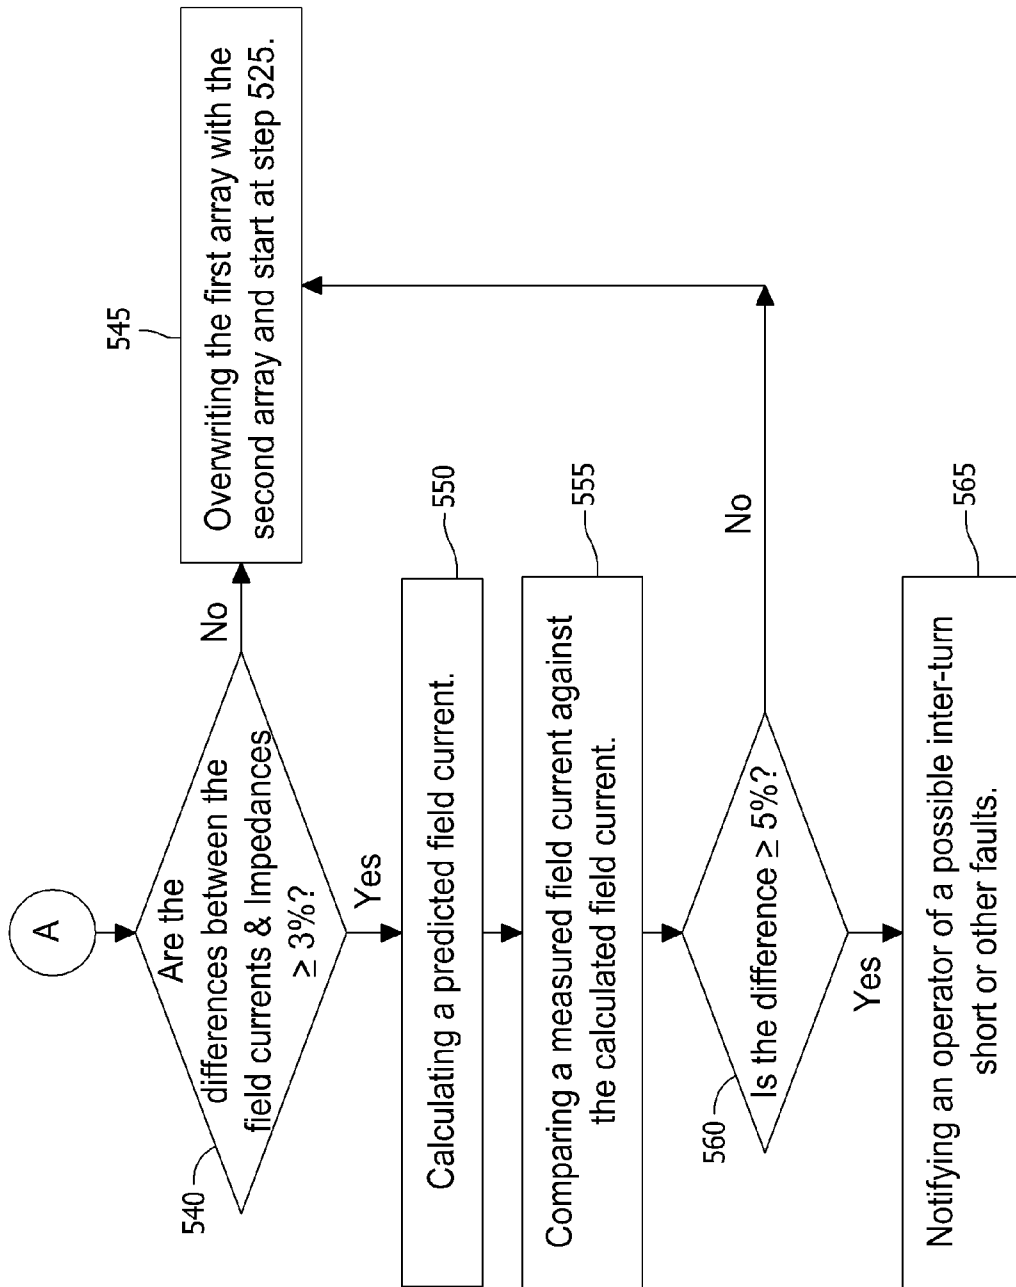 A
Are the
differences between the
field currents & Impedances
≥ 3%?
540
No
Overwriting the first array with the
second array and start at step 525.
545
Yes
Calculating a predicted field current.
550
Comparing a measured field current against
the calculated field current.
555
Is the difference ≥ 5%?
560
No
Yes
Notifying an operator of a possible inter-turn
short or other faults.
565